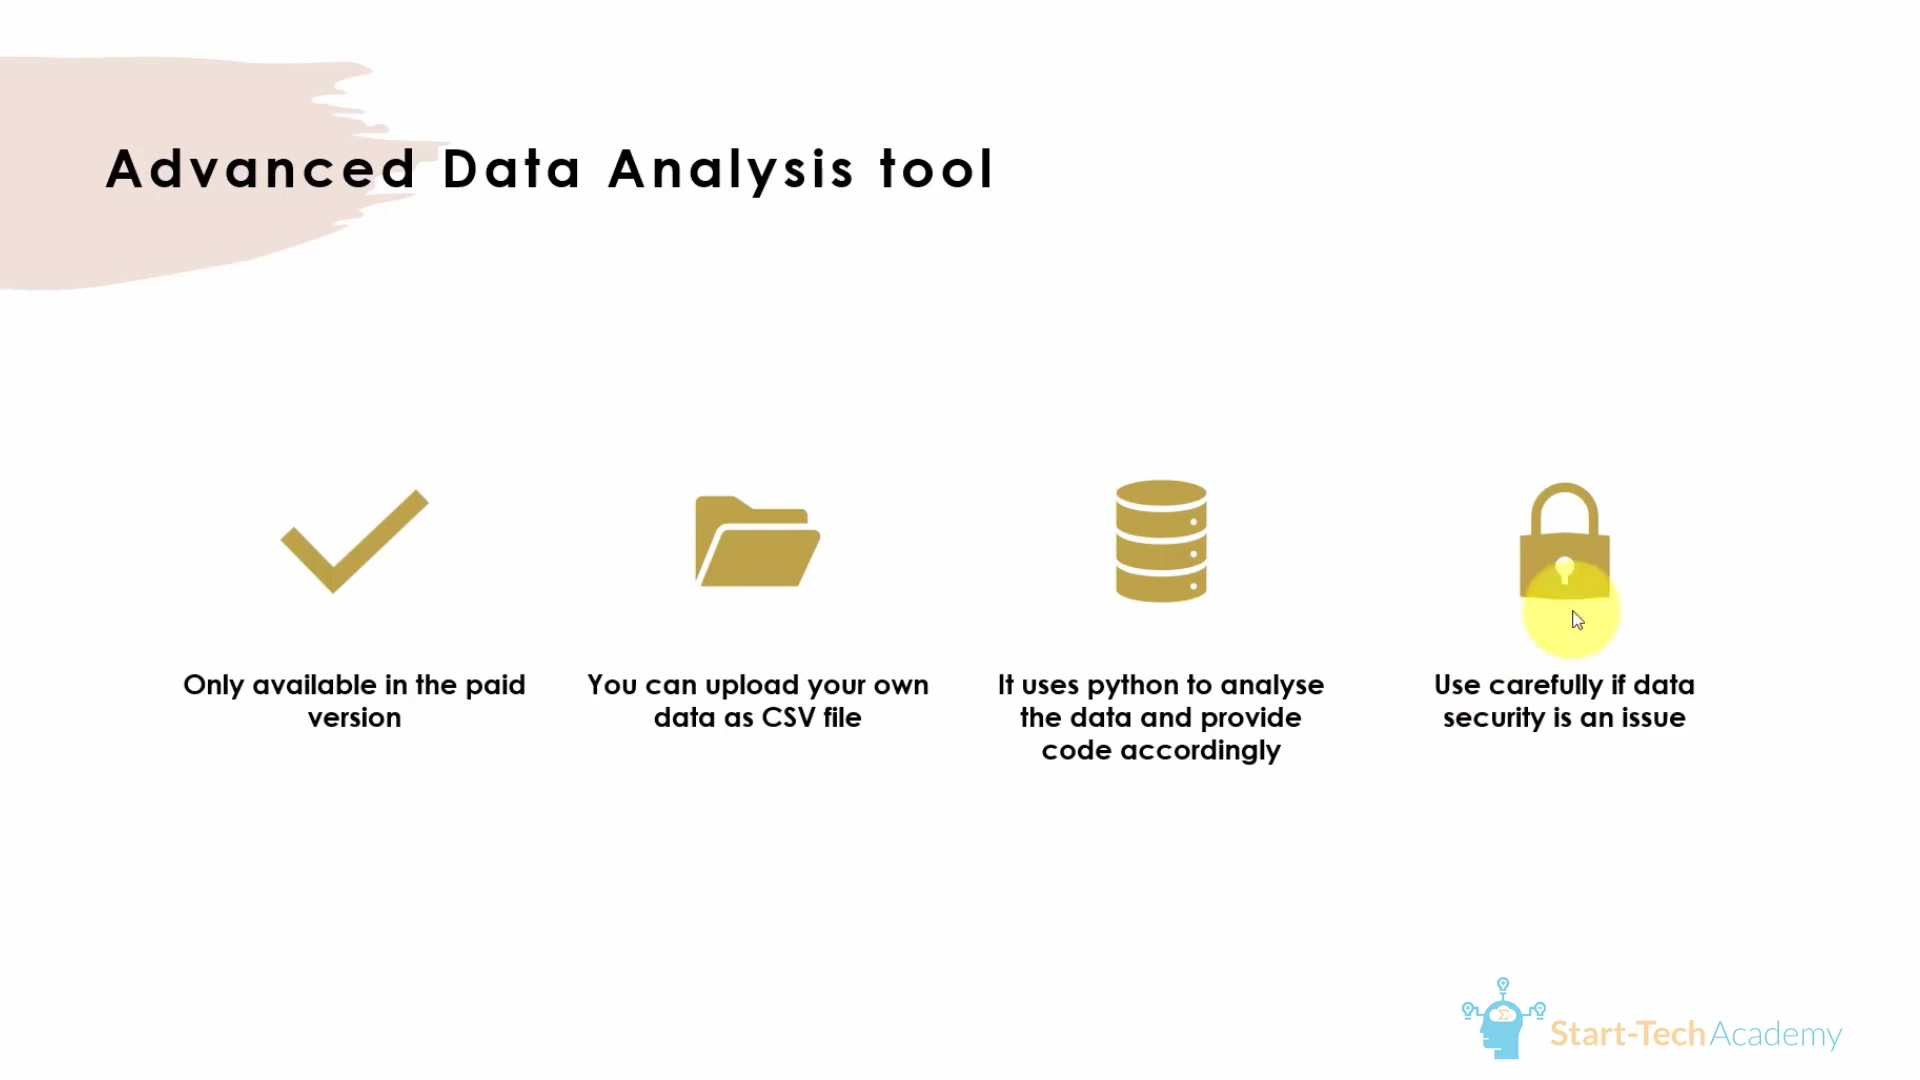 Advanced Data Analysis tool
Only available in the paid
version
You can upload your own
data as CSV file
It uses python to analyse
the data and provide
code accordingly
Use carefully if data
security is an issue
Start-TechAcademy